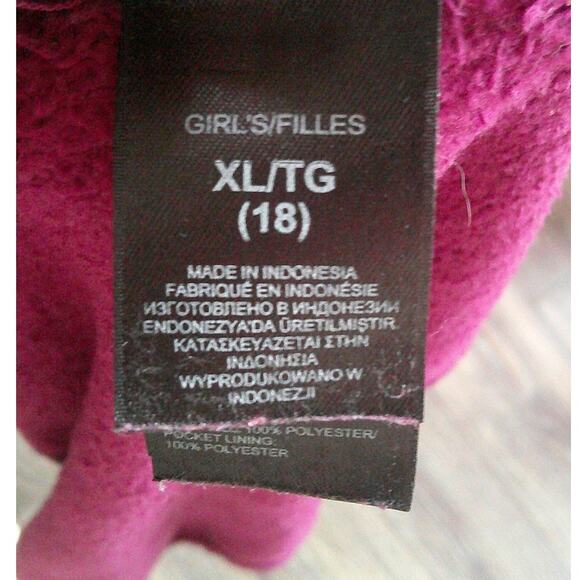 GIRL'S/FILLES
XL/TG
(18)
MADE IN INDONESIA
FABRIQUÉ EN INDONÉSIE
ИЗГОТОВЛЕНО В ИНДОНЕЗИИ
ENDONEZYA'DA ÜRETILMIŞTIR
ΚΑΤΑΣΚΕΥΑΖΕΤΑΙ ΣΤΗΝ
ΙΝΔΟΝΗΣΙΑ
WYPRODUKOWANO W
INDONEZJI
100% POLYESTER/
POCKET LINING:
100% POLYESTER